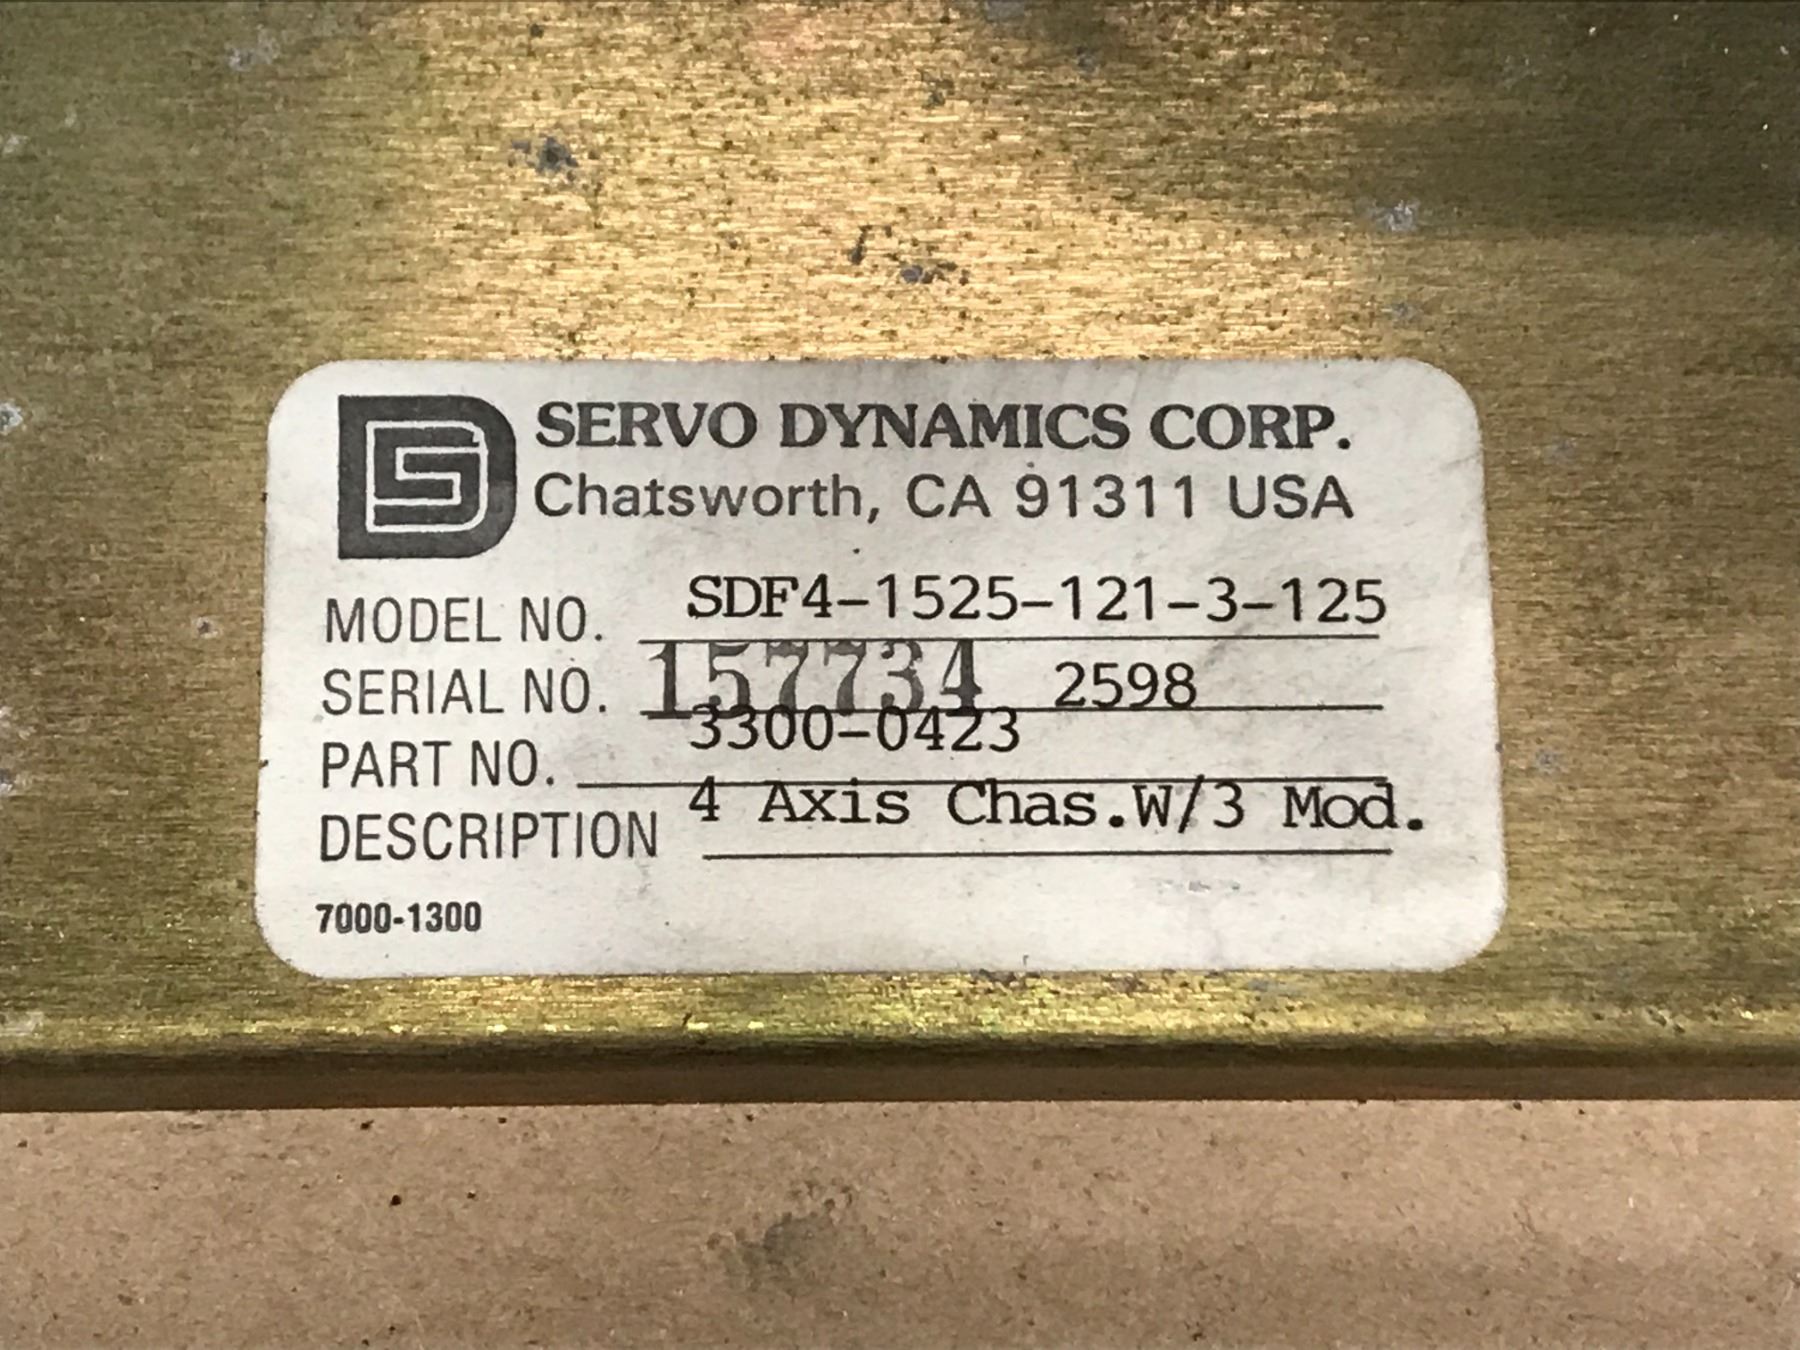 SERVO DYNAMICS CORP.
Chatsworth, CA 91311 USA
MODEL NO. SDF4-1525-121-3-125
SERIAL NO. 157734 2598
PART NO. 3300-0423
DESCRIPTION 4 Axis Chas.W/3 Mod.
7000-1300